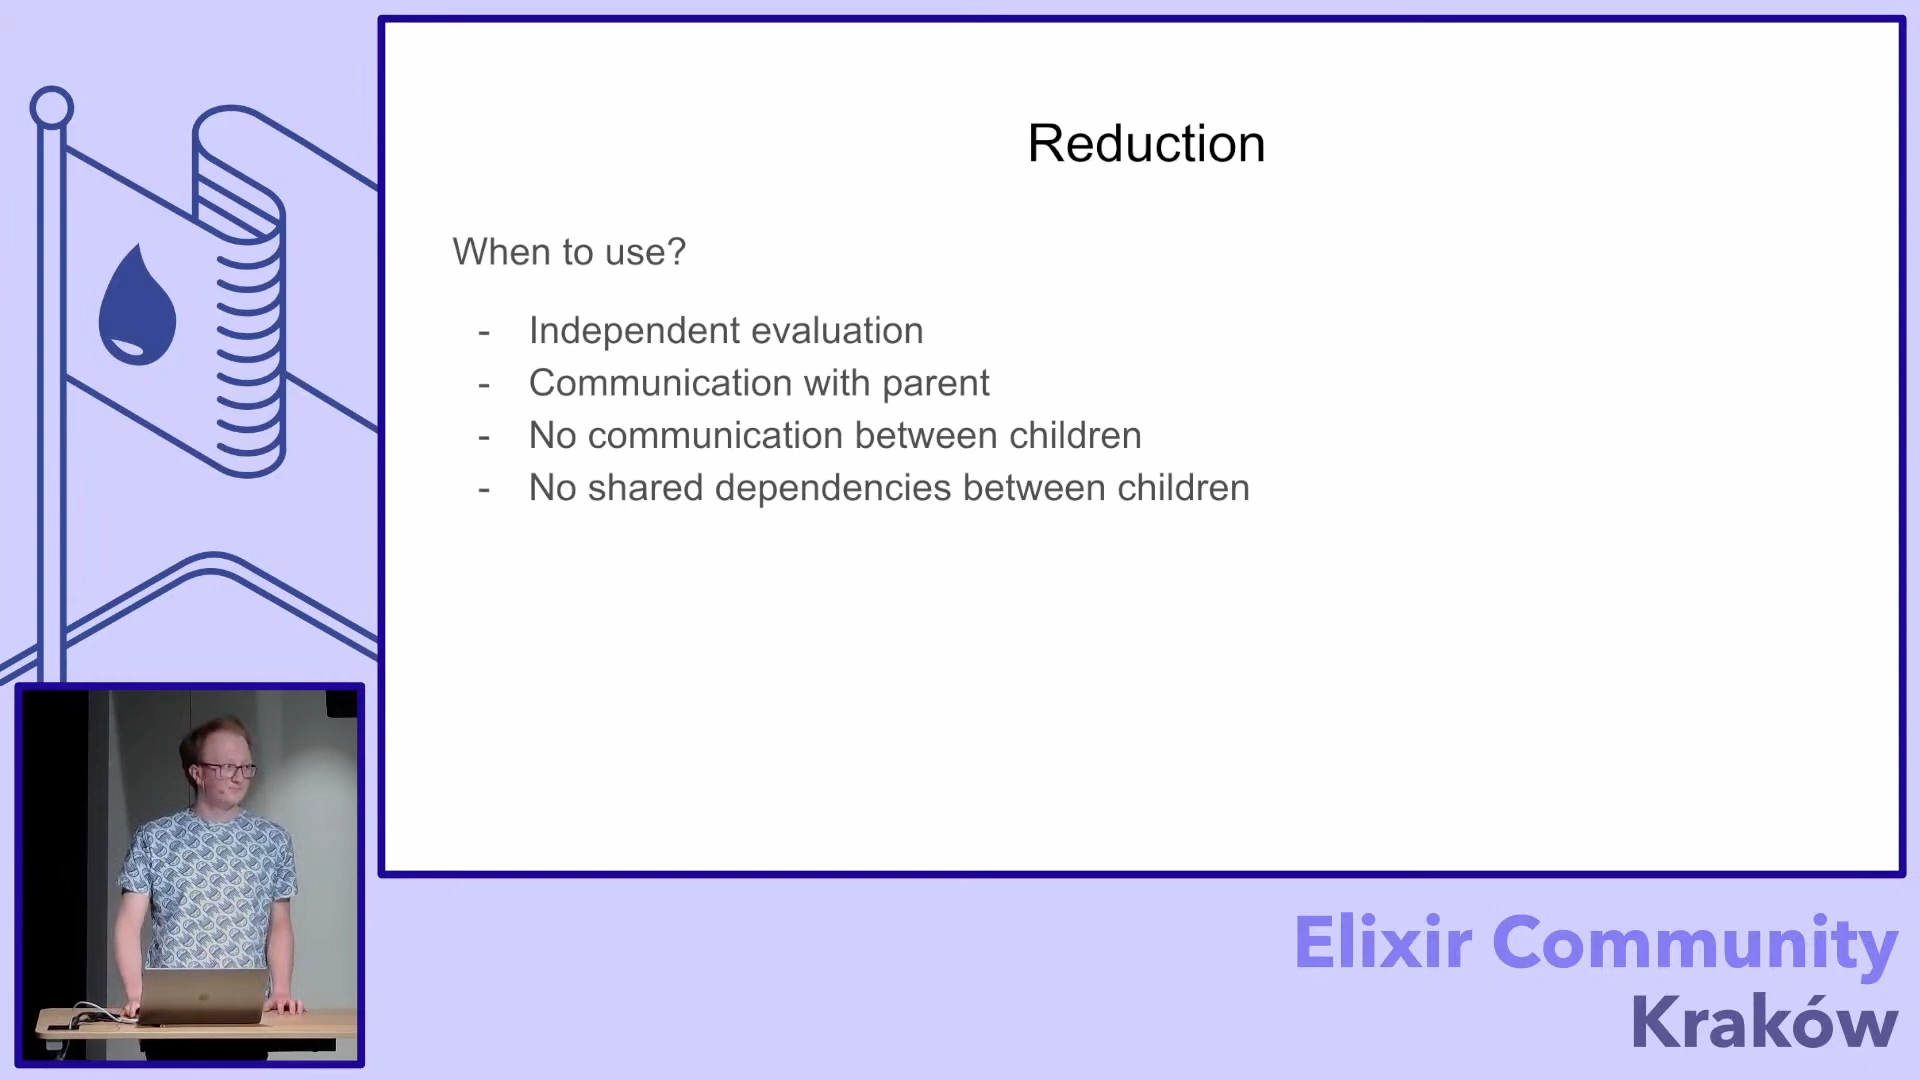 Reduction
When to use?
- Independent evaluation
- Communication with parent
- No communication between children
- No shared dependencies between children
Elixir Community
Kraków